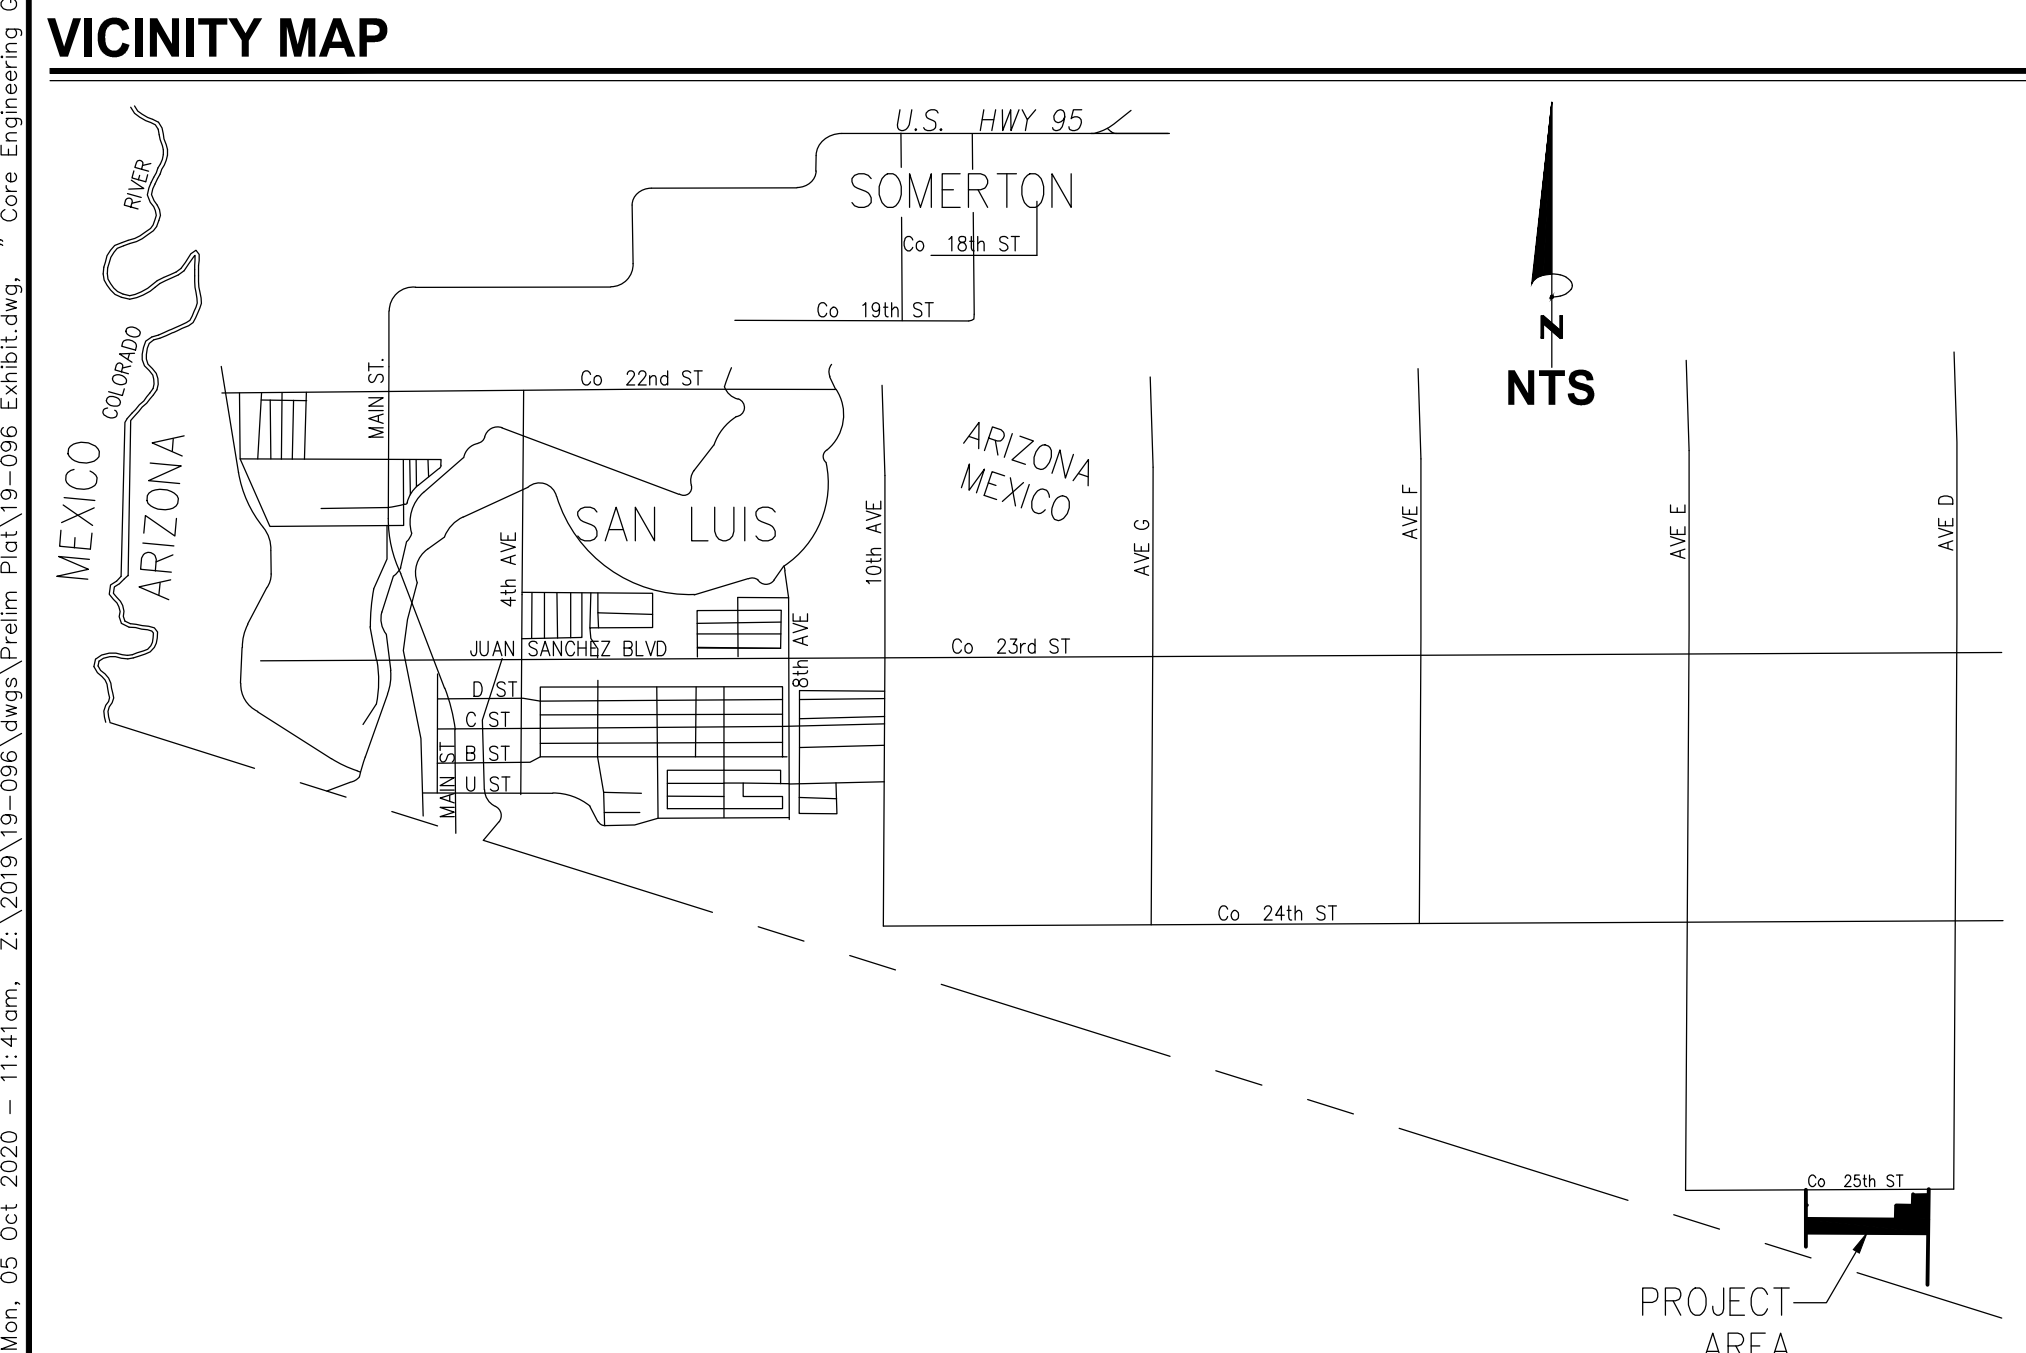 VICINITY MAP
U.S. HWY 95
SOMERTON
RIVER
Co 18th ST
Co 19th ST
COLORADO
MAIN ST.
Co 22nd ST
N
NTS
MEXICO
ARIZONA
ARIZONA
MEXICO
SAN LUIS
4th AVE
10th AVE
AVE G
AVE F
AVE E
AVE D
JUAN SANCHEZ BLVD
8th AVE
Co 23rd ST
D ST
C ST
B ST
U ST
MAIN ST
Co 24th ST
Co 25th ST
PROJECT
AREA
Mon, 05 Oct 2020 - 11:41am, Z:\2019\19-096\dwgs\Prelim Plat\19-096 Exhibit.dwg, " Core Engineering G